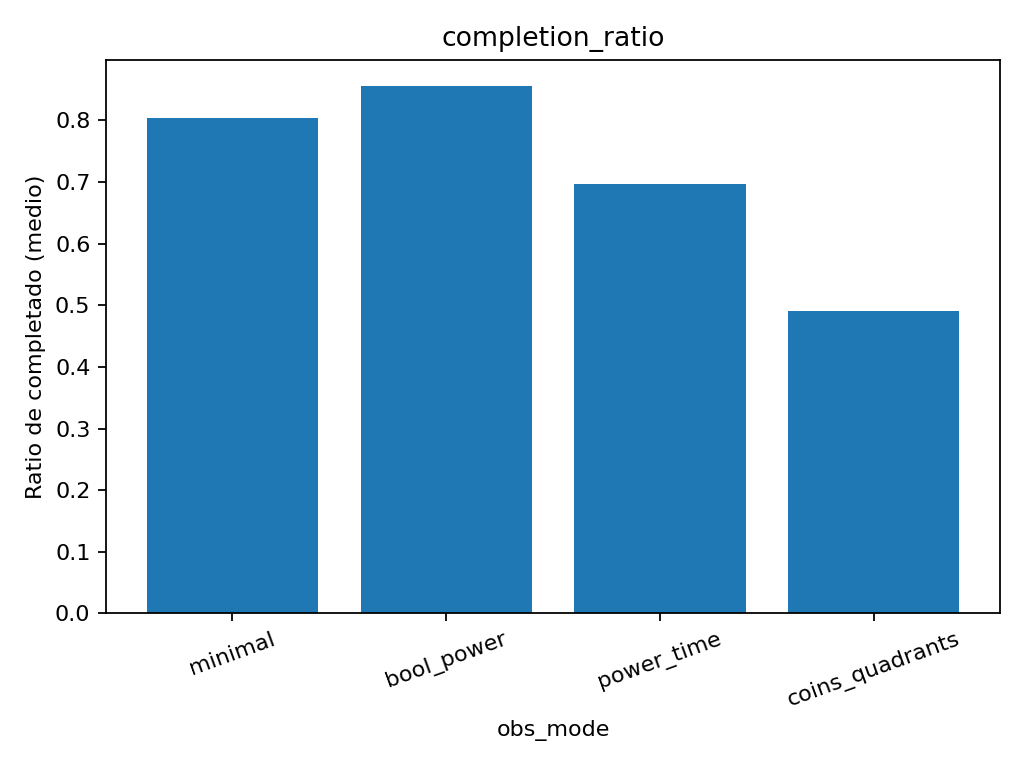 completion_ratio
Ratio de completado (medio)
0.8
0.7
0.6
0.5
0.4
0.3
0.2
0.1
0.0
minimal
bool_power
power_time
coins_quadrants
obs_mode